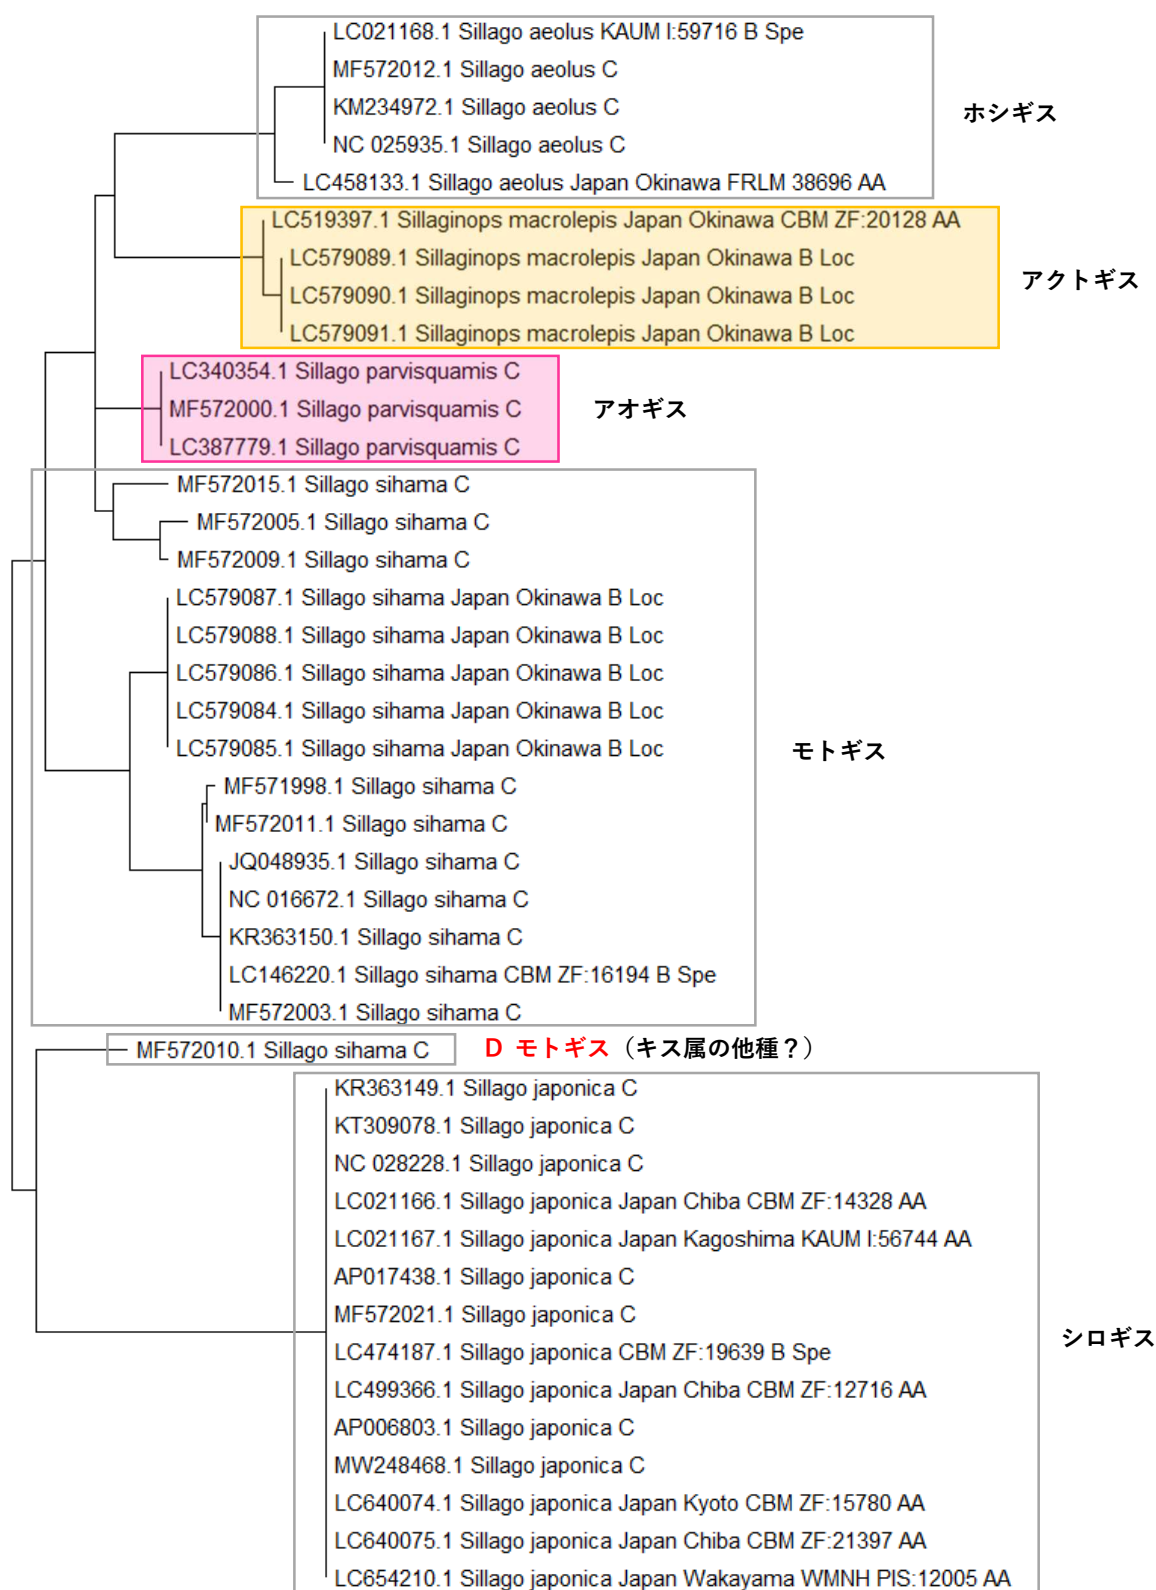 LC021168.1 Sillago aeolus KAUM I:59716 B Spe
MF572012.1 Sillago aeolus C
KM234972.1 Sillago aeolus C
ホシギス
NC 025935.1 Sillago aeolus C
LC458133.1 Sillago aeolus Japan Okinawa FRLM 38696 AA
LC519397.1 Sillaginops macrolepis Japan Okinawa CBM ZF:20128 AA
LC579089.1 Sillaginops macrolepis Japan Okinawa B Loc
アクトギス
LC579090.1 Sillaginops macrolepis Japan Okinawa B Loc
LC579091.1 Sillaginops macrolepis Japan Okinawa B Loc
LC340354.1 Sillago parvisquamis C
MF572000.1 Sillago parvisquamis C
アオギス
LC387779.1 Sillago parvisquamis C
MF572015.1 Sillago sihama C
MF572005.1 Sillago sihama C
MF572009.1 Sillago sihama C
LC579087.1 Sillago sihama Japan Okinawa B Loc
LC579088.1 Sillago sihama Japan Okinawa B Loc
LC579086.1 Sillago sihama Japan Okinawa B Loc
LC579084.1 Sillago sihama Japan Okinawa B Loc
LC579085.1 Sillago sihama Japan Okinawa B Loc
モトギス
MF571998.1 Sillago sihama C
MF572011.1 Sillago sihama C
JQ048935.1 Sillago sihama C
NC 016672.1 Sillago sihama C
KR363150.1 Sillago sihama C
LC146220.1 Sillago sihama CBM ZF:16194 B Spe
MF572003.1 Sillago sihama C
MF572010.1 Sillago sihama C
D モトギス（キス属の他種？）
KR363149.1 Sillago japonica C
KT309078.1 Sillago japonica C
NC 028228.1 Sillago japonica C
LC021166.1 Sillago japonica Japan Chiba CBM ZF:14328 AA
LC021167.1 Sillago japonica Japan Kagoshima KAUM I:56744 AA
AP017438.1 Sillago japonica C
MF572021.1 Sillago japonica C
シロギス
LC474187.1 Sillago japonica CBM ZF:19639 B Spe
LC499366.1 Sillago japonica Japan Chiba CBM ZF:12716 AA
AP006803.1 Sillago japonica C
MW248468.1 Sillago japonica C
LC640074.1 Sillago japonica Japan Kyoto CBM ZF:15780 AA
LC640075.1 Sillago japonica Japan Chiba CBM ZF:21397 AA
LC654210.1 Sillago japonica Japan Wakayama WMNH PIS:12005 AA